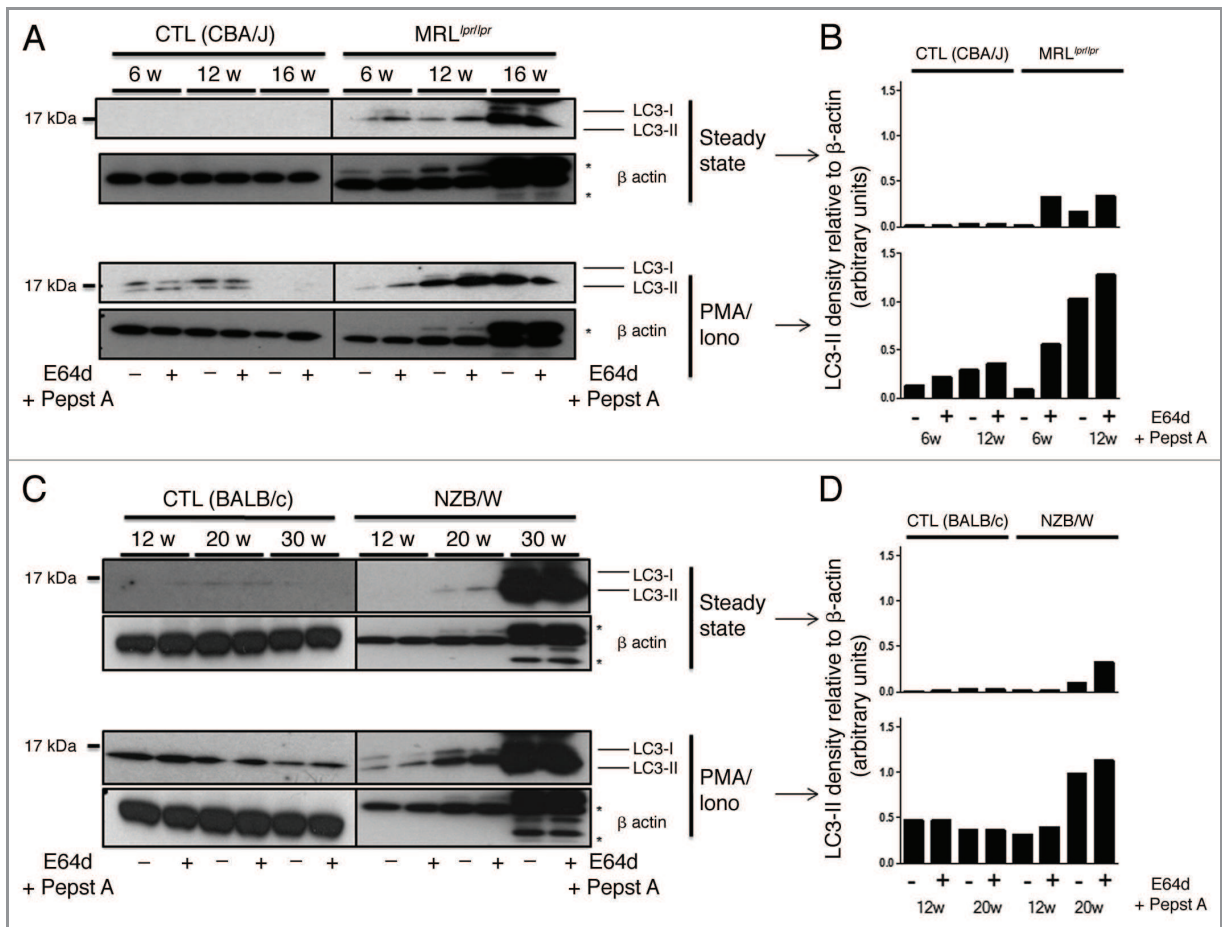 A
CTL (CBA/J) MRL lpr/lpr
6 w 12 w 16 w 6 w 12 w 16 w
17 kDa
LC3-I
LC3-II
Steady state
* β actin
*
17 kDa
LC3-I
LC3-II
PMA/ Iono
* β actin
E64d – + – + – + – + – + – + E64d
+ Pepst A + Pepst A
B
CTL (CBA/J) MRL lpr/lpr
LC3-II density relative to β-actin
(arbitrary units)
1.5
1.0
0.5
0.0
1.5
1.0
0.5
0.0
- + - + - + - + E64d
6w 12w 6w 12w + Pepst A
C
CTL (BALB/c) NZB/W
12 w 20 w 30 w 12 w 20 w 30 w
17 kDa
LC3-I
LC3-II
Steady state
* β actin
*
17 kDa
LC3-I
LC3-II
PMA/ Iono
* β actin
*
E64d – + – + – + – + – + – + E64d
+ Pepst A + Pepst A
D
CTL (BALB/c) NZB/W
LC3-II density relative to β-actin
(arbitrary units)
1.5
1.0
0.5
0.0
1.5
1.0
0.5
0.0
- + - + - + - + E64d
12w 20w 12w 20w + Pepst A